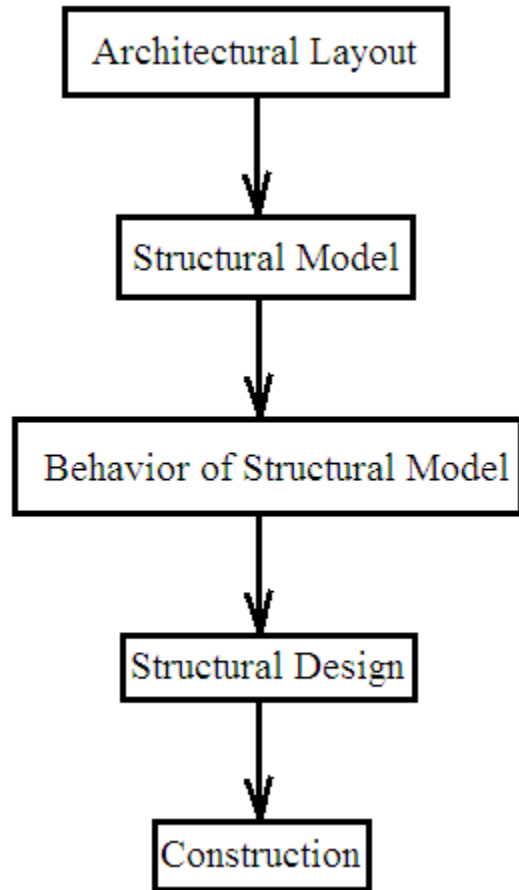 Architectural Layout
Structural Model
Behavior of Structural Model
Structural Design
Construction